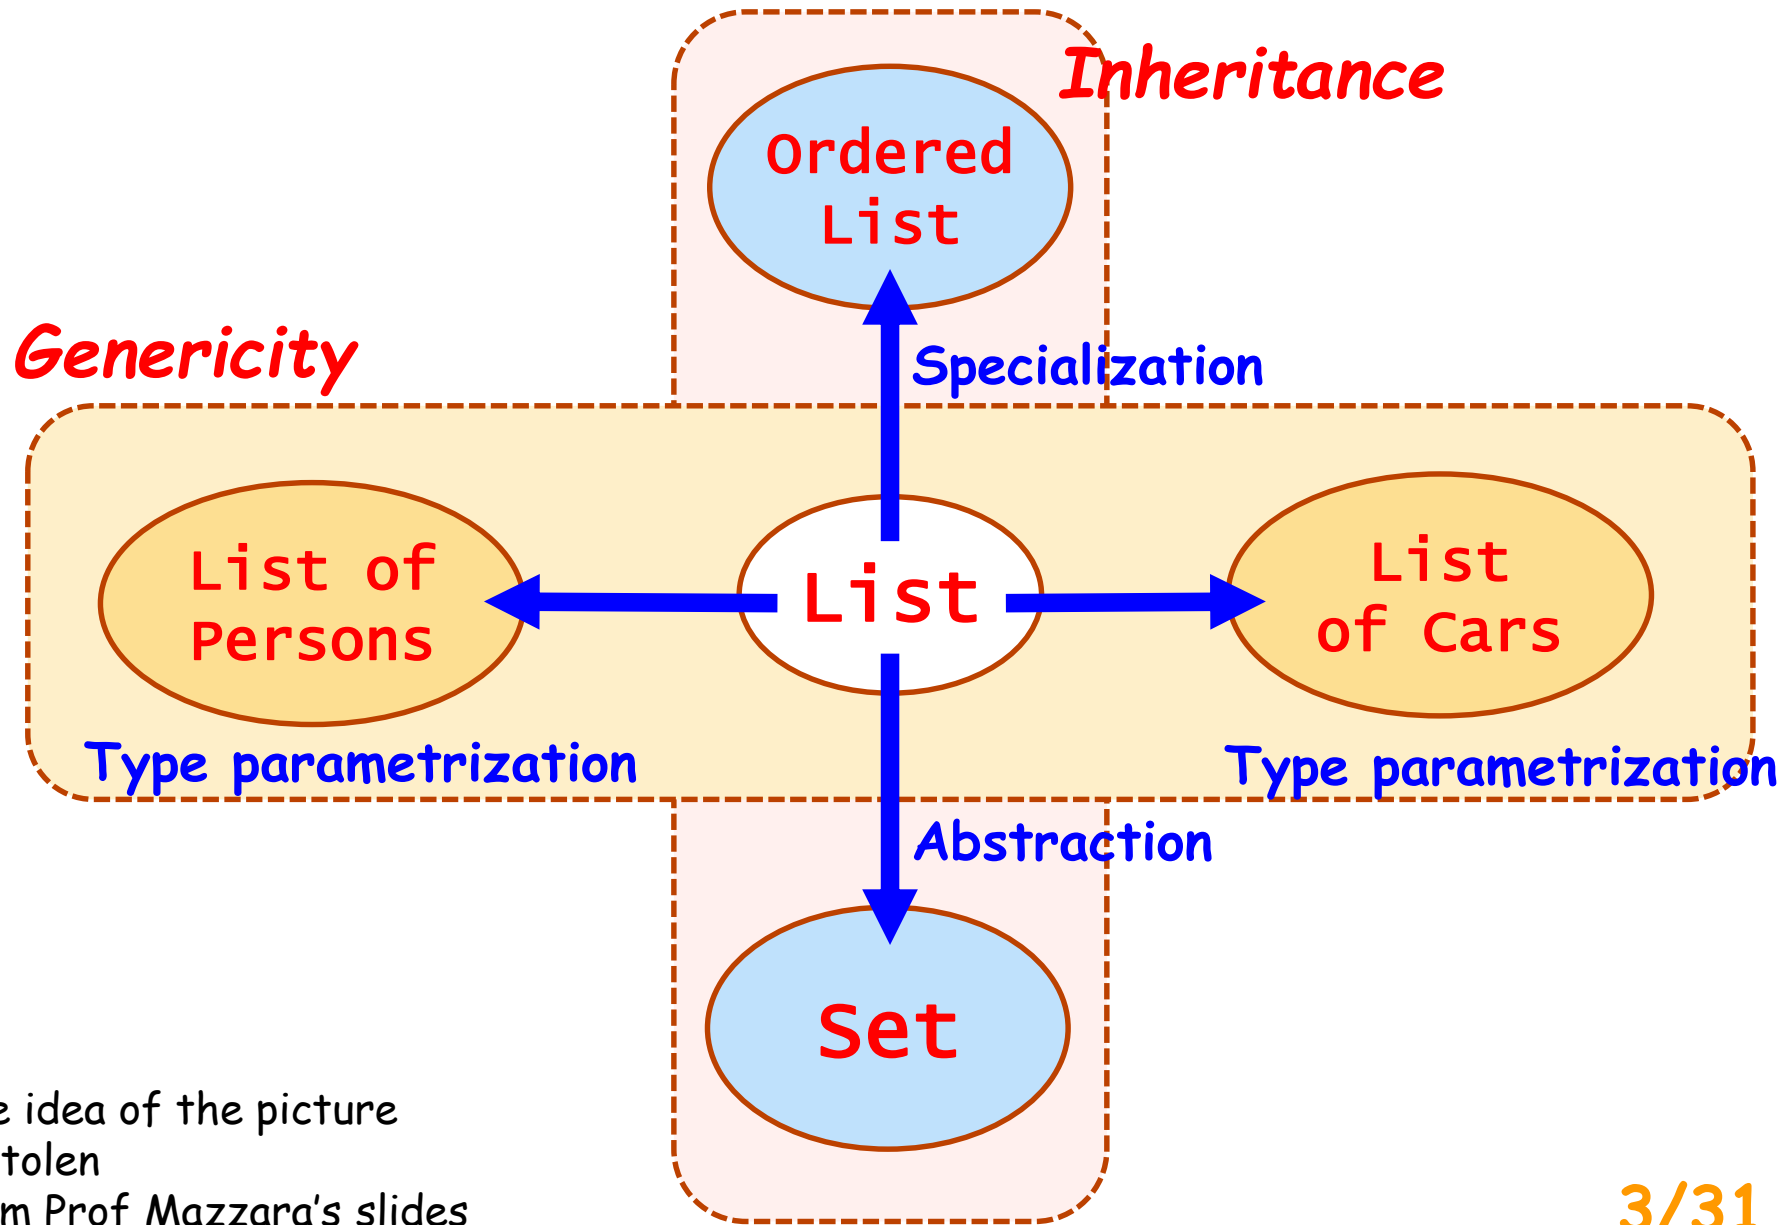 Inheritance
Ordered
List
Genericity
Specialization
List of
Persons
List
List
of Cars
Type parametrization
Type parametrization
Abstraction
Set
idea of the picture
Prof Mazzara's slides
3/31